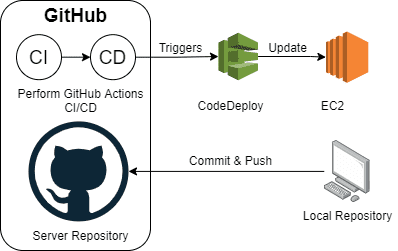 GitHub
CI
CD
Triggers
Update
Perform GitHub Actions
CI/CD
CodeDeploy
EC2
Commit & Push
Server Repository
Local Repository